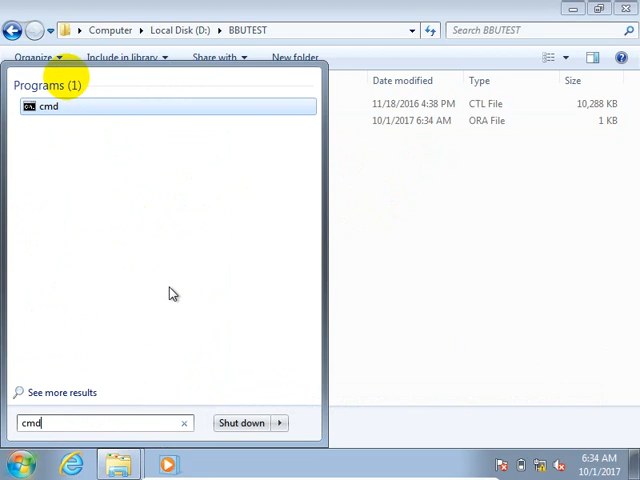 Computer ▸ Local Disk (D:) ▸ BBUTEST
Search BBUTEST
Organize
Include in library
Share with
New folder
Date modified
Type
Size
11/18/2016 4:38 PM
CTL File
10,288 KB
10/1/2017 6:34 AM
ORA File
1 KB
Programs (1)
cmd
See more results
cmd
Shut down
6:34 AM
10/1/2017